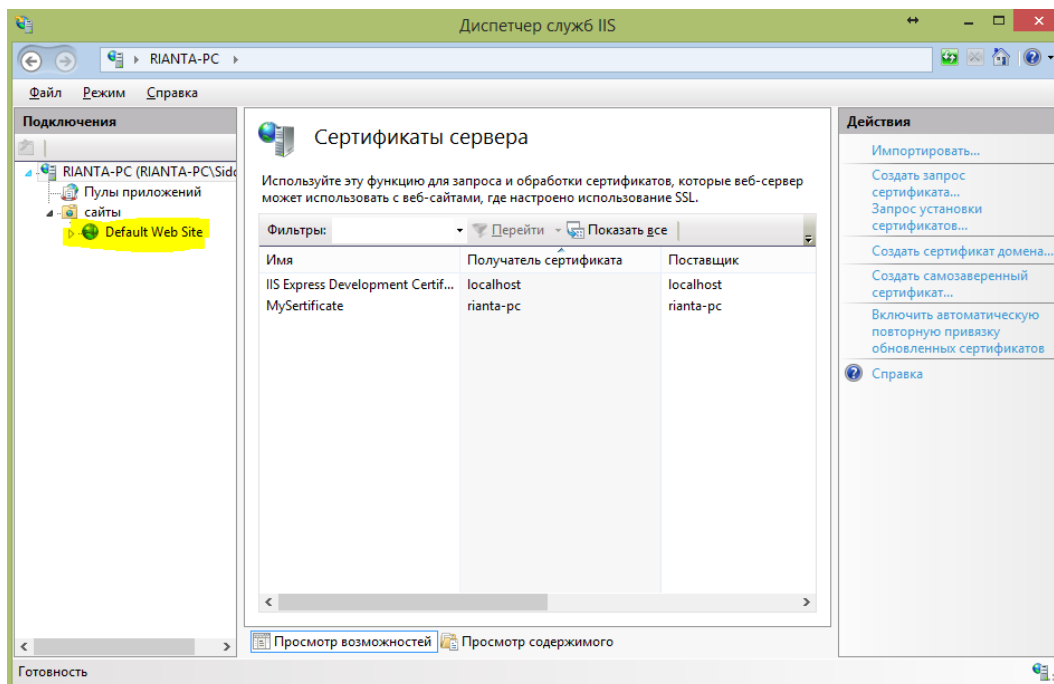 Диспетчер служб IIS
RIANTA-PC
Файл Режим Справка
Подключения
RIANTA-PC (RIANTA-PC\Sid
Пулы приложений
сайты
Default Web Site
Сертификаты сервера
Используйте эту функцию для запроса и обработки сертификатов, которые веб-сервер
может использовать с веб-сайтами, где настроено использование SSL.
Фильтры: Перейти Показать все
Имя Получатель сертификата Поставщик
IIS Express Development Certif... localhost localhost
MySertificate rianta-pc rianta-pc
Просмотр возможностей Просмотр содержимого
Действия
Импортировать...
Создать запрос
сертификата...
Запрос установки
сертификатов...
Создать сертификат домена...
Создать самозаверенный
сертификат...
Включить автоматическую
повторную привязку
обновленных сертификатов
Справка
Готовность